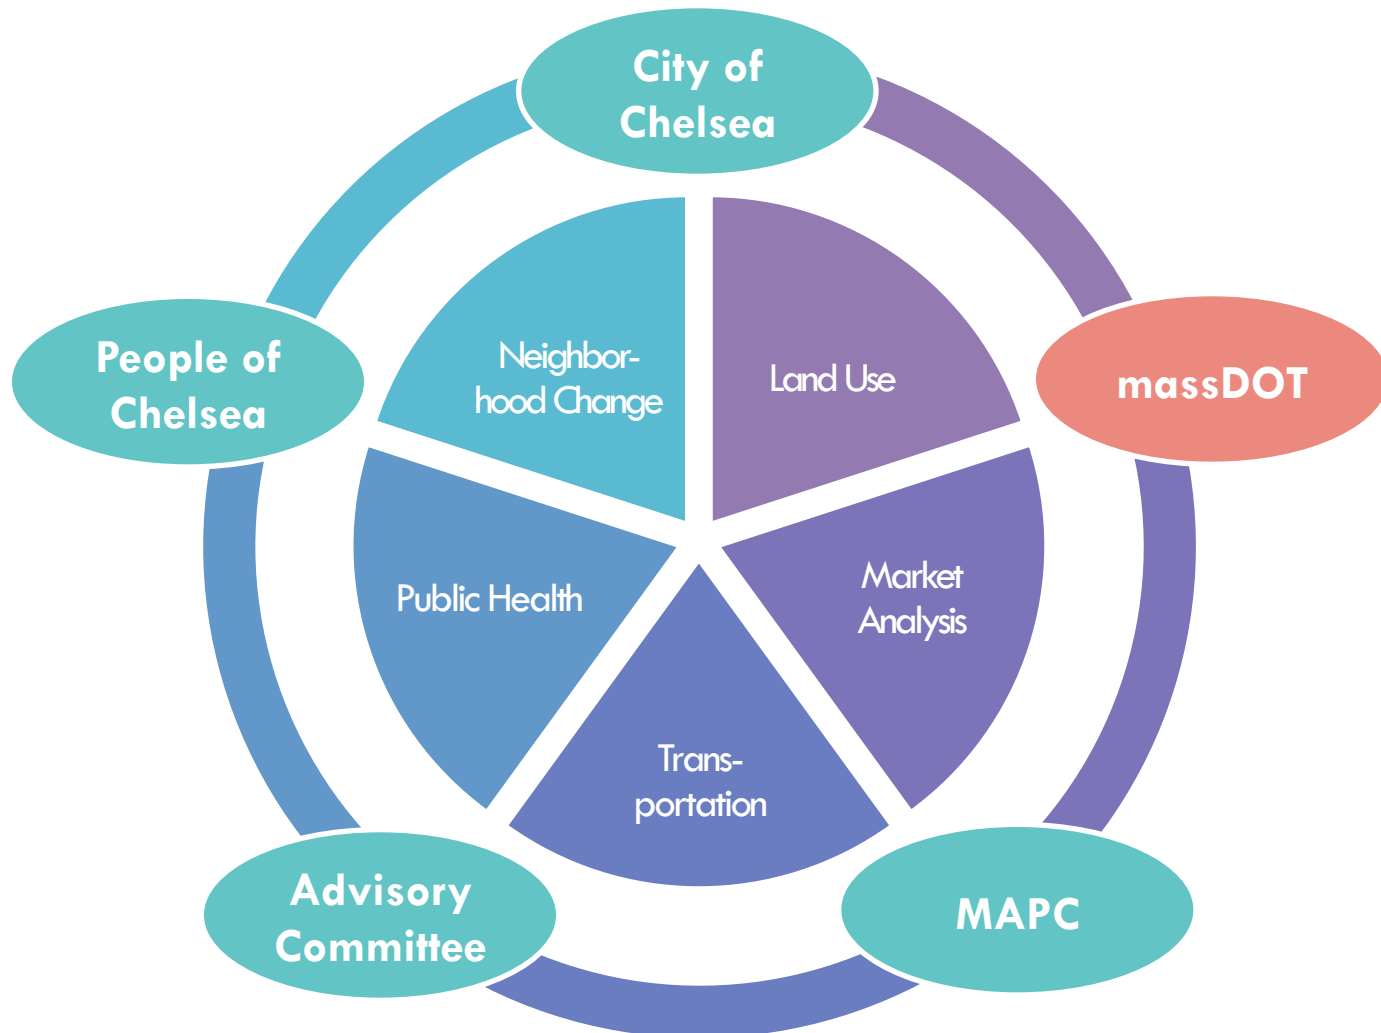 City of
Chelsea
People of
Chelsea
massDOT
Neighbor-
hood Change
Land Use
Public Health
Market
Analysis
Trans-
portation
Advisory
Committee
MAPC